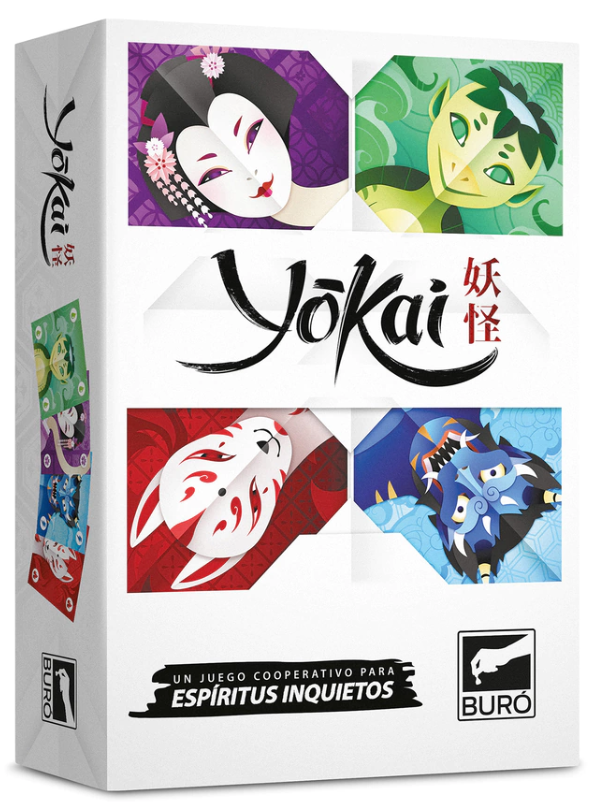 Yōkai 妖怪
BURÓ
Yōkai 妖怪
UN JUEGO COOPERATIVO PARA
ESPÍRITUS INQUIETOS
BURÓ